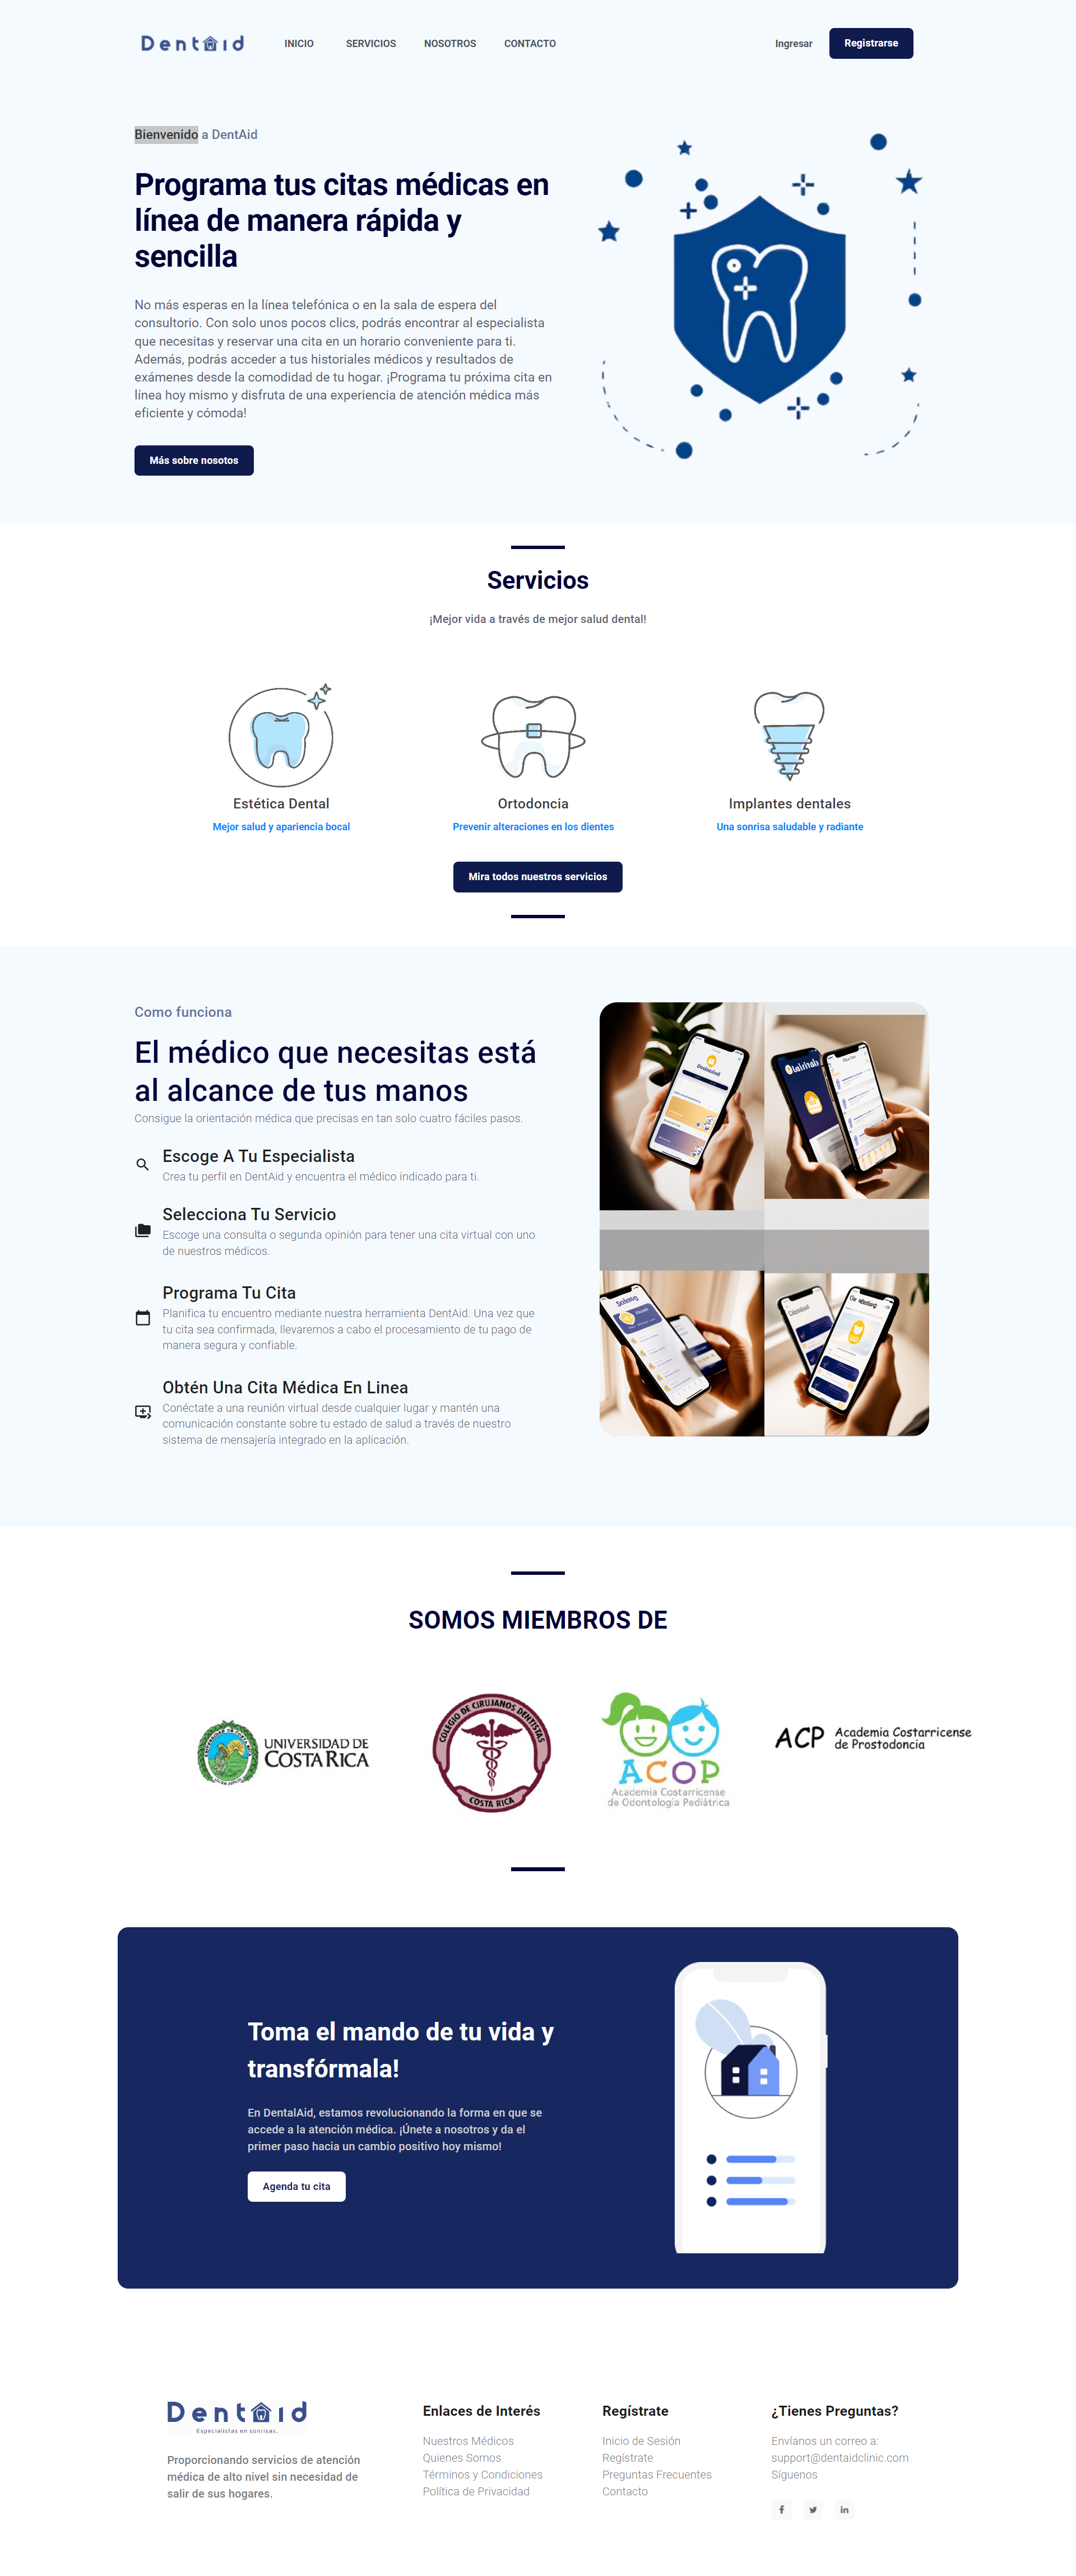 DentAid
INICIO
SERVICIOS
NOSOTROS
CONTACTO
Ingresar
Registrarse
Bienvenido a DentAid
Programa tus citas médicas en
línea de manera rápida y
sencilla
No más esperas en la línea telefónica o en la sala de espera del
consultorio. Con solo unos pocos clics, podrás encontrar al especialista
que necesitas y reservar una cita en un horario conveniente para ti.
Además, podrás acceder a tus historiales médicos y resultados de
exámenes desde la comodidad de tu hogar. ¡Programa tu próxima cita en
línea hoy mismo y disfruta de una experiencia de atención médica más
eficiente y cómoda!
Más sobre nosotos
Servicios
¡Mejor vida a través de mejor salud dental!
Estética Dental
Mejor salud y apariencia bocal
Ortodoncia
Prevenir alteraciones en los dientes
Implantes dentales
Una sonrisa saludable y radiante
Mira todos nuestros servicios
Como funciona
El médico que necesitas está
al alcance de tus manos
Consigue la orientación médica que precisas en tan solo cuatro fáciles pasos.
Escoge A Tu Especialista
Crea tu perfil en DentAid y encuentra el médico indicado para ti.
Selecciona Tu Servicio
Escoge una consulta o segunda opinión para tener una cita virtual con uno
de nuestros médicos.
Programa Tu Cita
Planifica tu encuentro mediante nuestra herramienta DentAid. Una vez que
tu cita sea confirmada, llevaremos a cabo el procesamiento de tu pago de
manera segura y confiable.
Obtén Una Cita Médica En Linea
Conéctate a una reunión virtual desde cualquier lugar y mantén una
comunicación constante sobre tu estado de salud a través de nuestro
sistema de mensajería integrado en la aplicación.
SOMOS MIEMBROS DE
UNIVERSIDAD DE
COSTA RICA
COLEGIO DE CIRUJANOS DENTISTAS
COSTA RICA
ACOP
Academia Costarricense
de Odontología Pediátrica
ACP
Academia Costarricense
de Prostodoncia
Toma el mando de tu vida y
transfórmala!
En DentalAid, estamos revolucionando la forma en que se
accede a la atención médica. ¡Únete a nosotros y da el
primer paso hacia un cambio positivo hoy mismo!
Agenda tu cita
DentAid
Especialistas en sonrisas.
Proporcionando servicios de atención
médica de alto nivel sin necesidad de
salir de sus hogares.
Enlaces de Interés
Nuestros Médicos
Quienes Somos
Términos y Condiciones
Política de Privacidad
Regístrate
Inicio de Sesión
Regístrate
Preguntas Frecuentes
Contacto
¿Tienes Preguntas?
Envíanos un correo a:
support@dentaidclinic.com
Síguenos